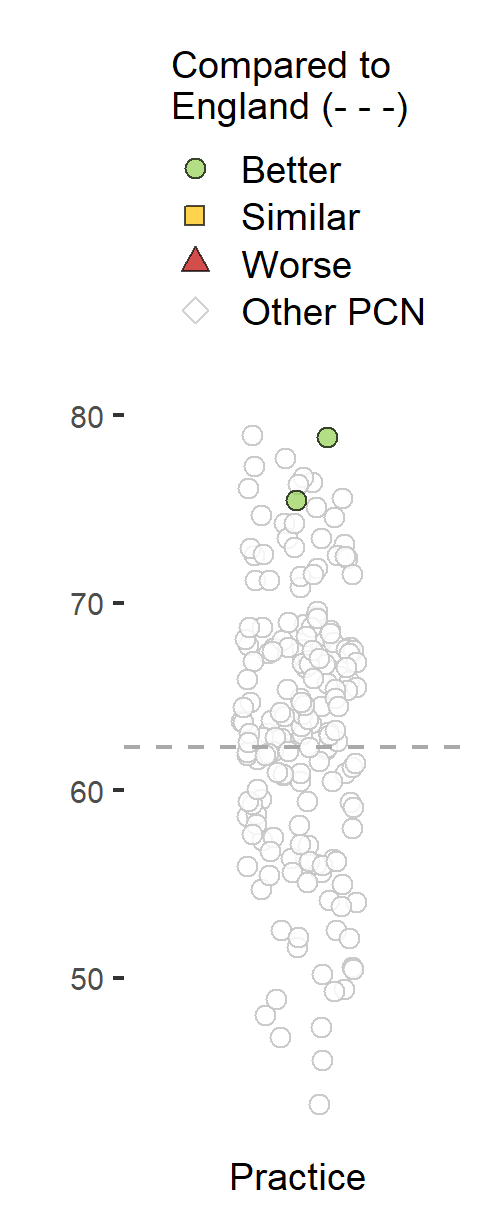 Compared to
England (- - -)
Better
Similar
Worse
Other PCN
80
70
60
50
Practice